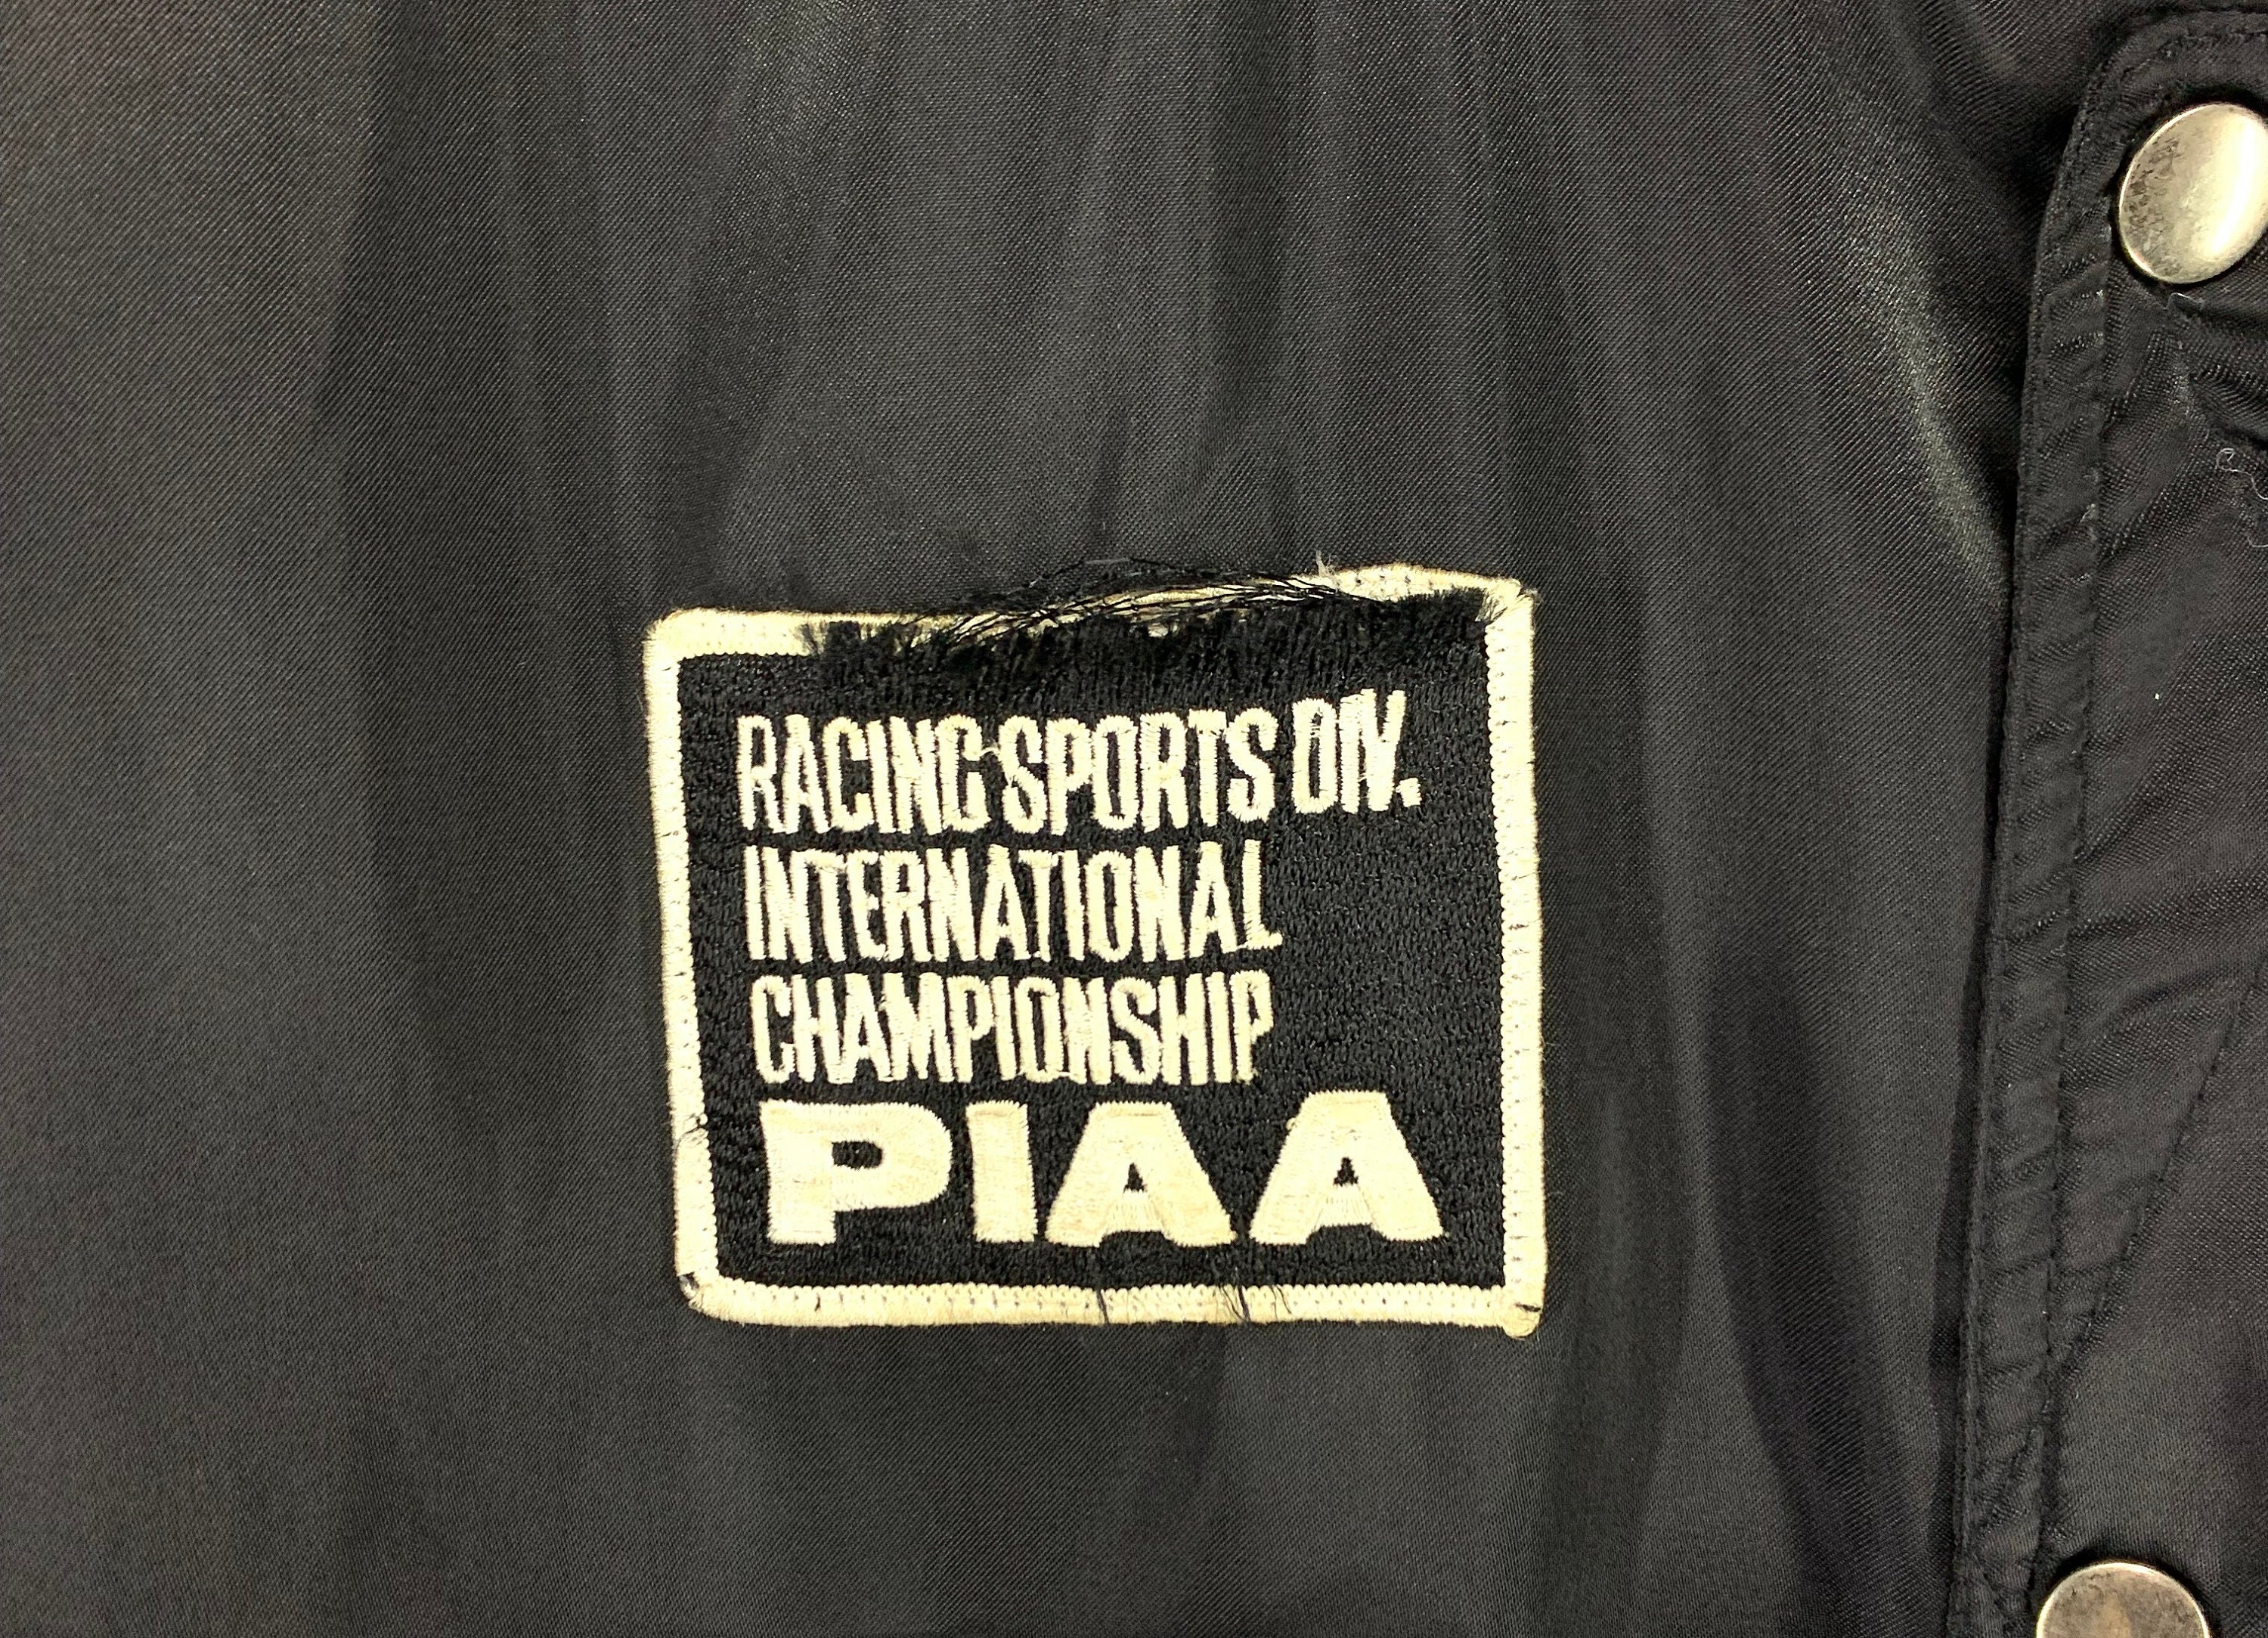 RACING SPORTS DIV.
INTERNATIONAL
CHAMPIONSHIP
PIAA